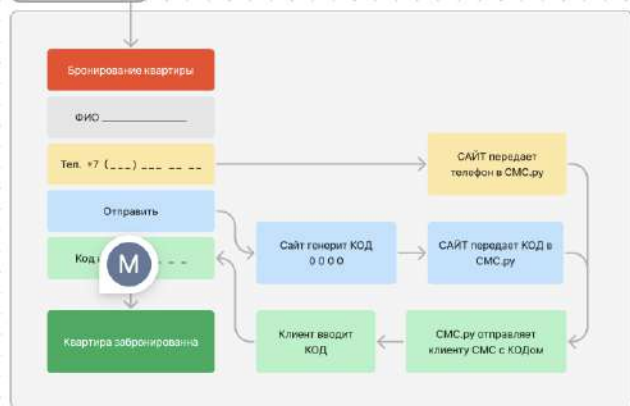 Бронирование квартиры
ФИО _______________
Тел. +7 (___) ___ __ __
САЙТ передает
телефон в СМС.ру
Отправить
Сайт генерит КОД
0 0 0 0
САЙТ передает КОД в
СМС.ру
Код
M
_ _
Квартира забронированна
Клиент вводит
КОД
СМС.ру отправляет
клиенту СМС с КОДом